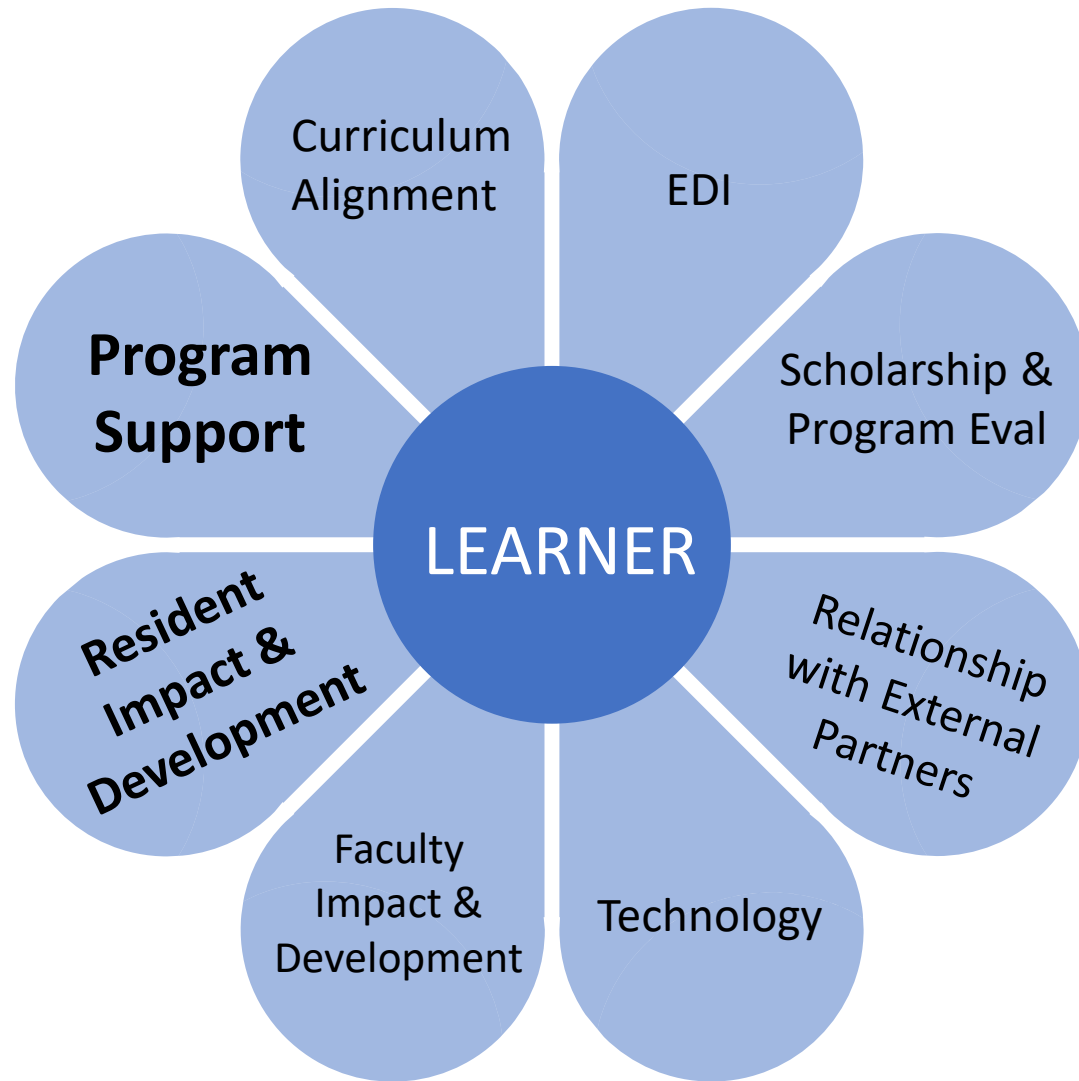 Curriculum
Alignment
EDI
Program
Support
Scholarship &
Program Eval
LEARNER
Resident
Impact &
Development
Relationship
with External
Partners
Faculty
Impact &
Development
Technology